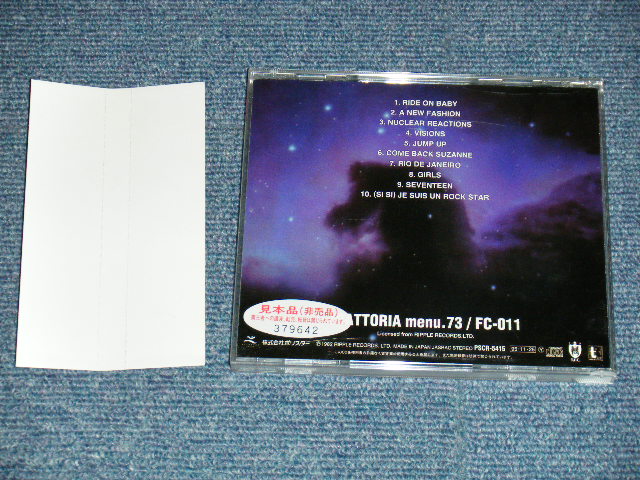 1. RIDE ON BABY
2. A NEW FASHION
3. NUCLEAR REACTIONS
4. VISIONS
5. JUMP UP
6. COME BACK SUZANNE
7. RIO DE JANEIRO
8. GIRLS
9. SEVENTEEN
10. (SI SI) JE SUIS UN ROCK STAR
見本品(非売品)
379642
ATTORIA menu.73 / FC-011
Licensed from RIPPLE RECORDS, LTD.
株式会社ポリスター
℗1982 RIPPLE RECORDS, LTD. MADE IN JAPAN JASRAC STEREO PSCR-5415